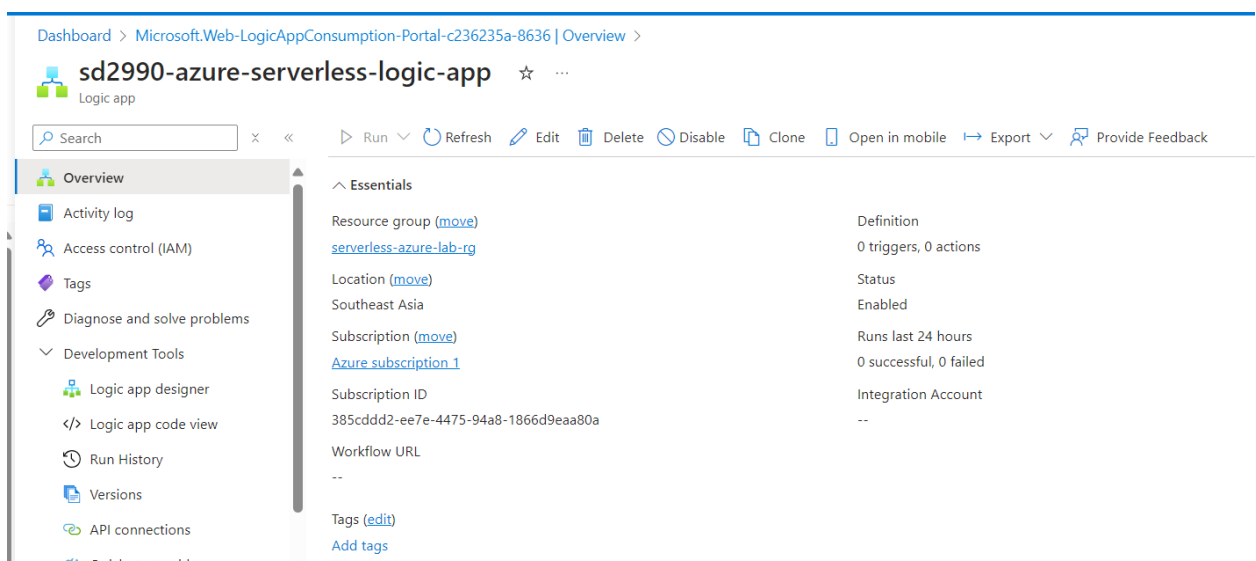 Dashboard > Microsoft.Web-LogicAppConsumption-Portal-c236235a-8636 | Overview >
sd2990-azure-serverless-logic-app
Logic app
Search
Run Refresh Edit Delete Disable Clone Open in mobile Export Provide Feedback
Overview
Activity log
Access control (IAM)
Tags
Diagnose and solve problems
Development Tools
Logic app designer
Logic app code view
Run History
Versions
API connections
Essentials
Resource group (move)
serverless-azure-lab-rg
Location (move)
Southeast Asia
Subscription (move)
Azure subscription 1
Subscription ID
385cddd2-ee7e-4475-94a8-1866d9eaa80a
Workflow URL
--
Tags (edit)
Add tags
Definition
0 triggers, 0 actions
Status
Enabled
Runs last 24 hours
0 successful, 0 failed
Integration Account
--